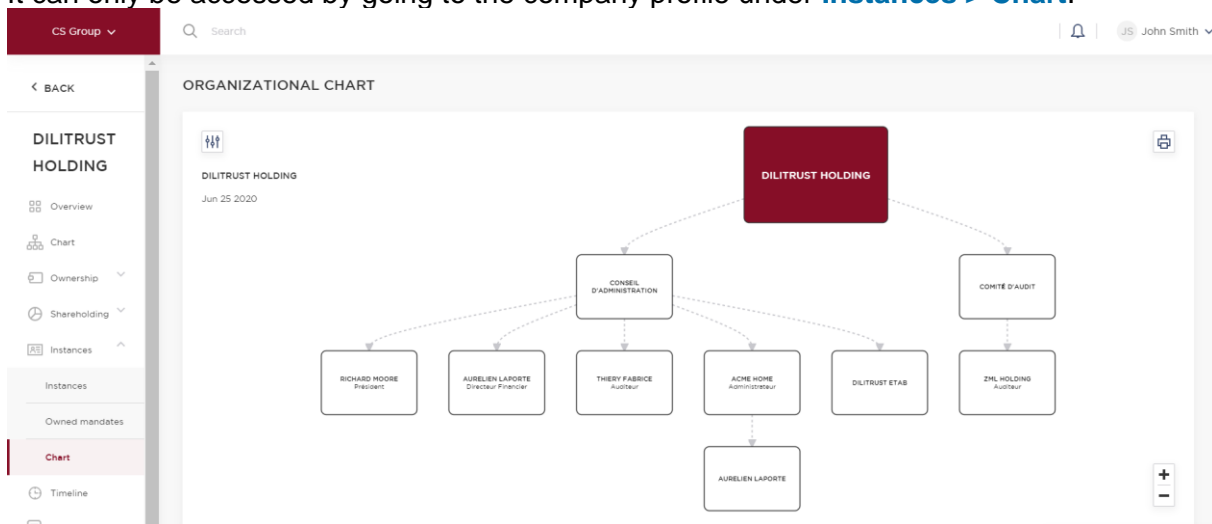 It can only be accessed by going to the company profile under Instances > Chart.
CS Group
Search
JS John Smith
BACK
ORGANIZATIONAL CHART
DILITRUST
HOLDING
DILITRUST HOLDING
Jun 25 2020
DILITRUST HOLDING
Overview
Chart
Ownership
Shareholding
Instances
Instances
Owned mandates
Chart
Timeline
CONSEIL
D'ADMINISTRATION
COMITÉ D'AUDIT
RICHARD MOORE
Président
AURELIEN LAPORTE
Directeur Financier
THIERY FABRICE
Auditeur
ACME HOME
Administrateur
DILITRUST ETAB
ZML HOLDING
Auditeur
AURELIEN LAPORTE
+
-